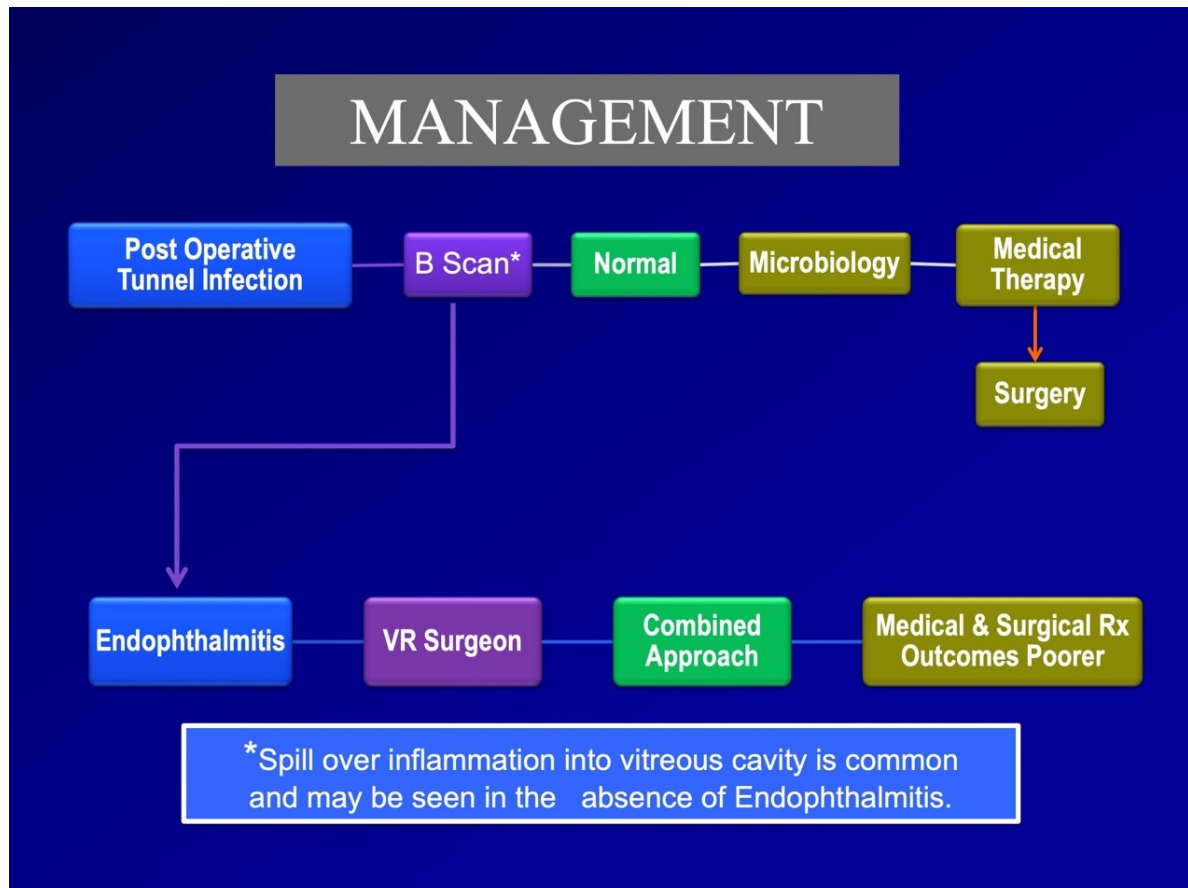 MANAGEMENT
Post Operative
Tunnel Infection
B Scan*
Normal
Microbiology
Medical
Therapy
Surgery
Endophthalmitis
VR Surgeon
Combined
Approach
Medical & Surgical Rx
Outcomes Poorer
*Spill over inflammation into vitreous cavity is common
and may be seen in the absence of Endophthalmitis.